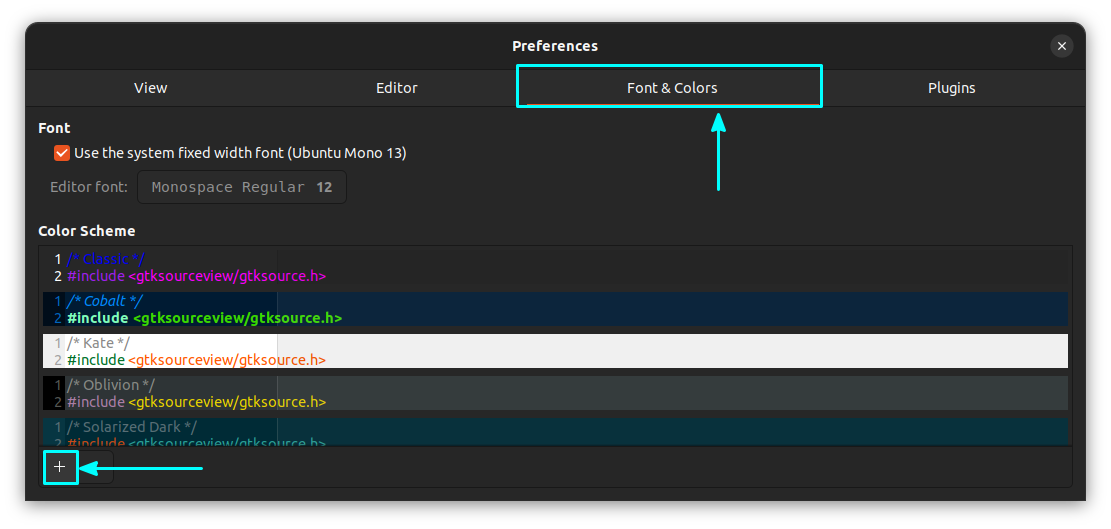 Preferences
View Editor Font & Colors Plugins
Font
Use the system fixed width font (Ubuntu Mono 13)
Editor font: Monospace Regular 12
Color Scheme
1 /* Classic */
2 #include <gtksourceview/gtksource.h>
1 /* Cobalt */
2 #include <gtksourceview/gtksource.h>
1 /* Kate */
2 #include <gtksourceview/gtksource.h>
1 /* Oblivion */
2 #include <gtksourceview/gtksource.h>
1 /* Solarized Dark */
2 #include <gtksourceview/gtksource.h>